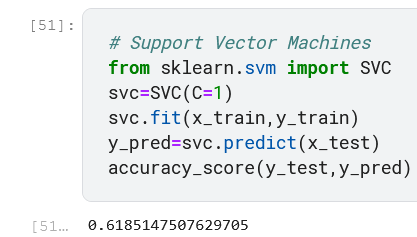 [51]:
# Support Vector Machines
from sklearn.svm import SVC
svc=SVC(C=1)
svc.fit(x_train,y_train)
y_pred=svc.predict(x_test)
accuracy_score(y_test,y_pred)
[51... 0.6185147507629705